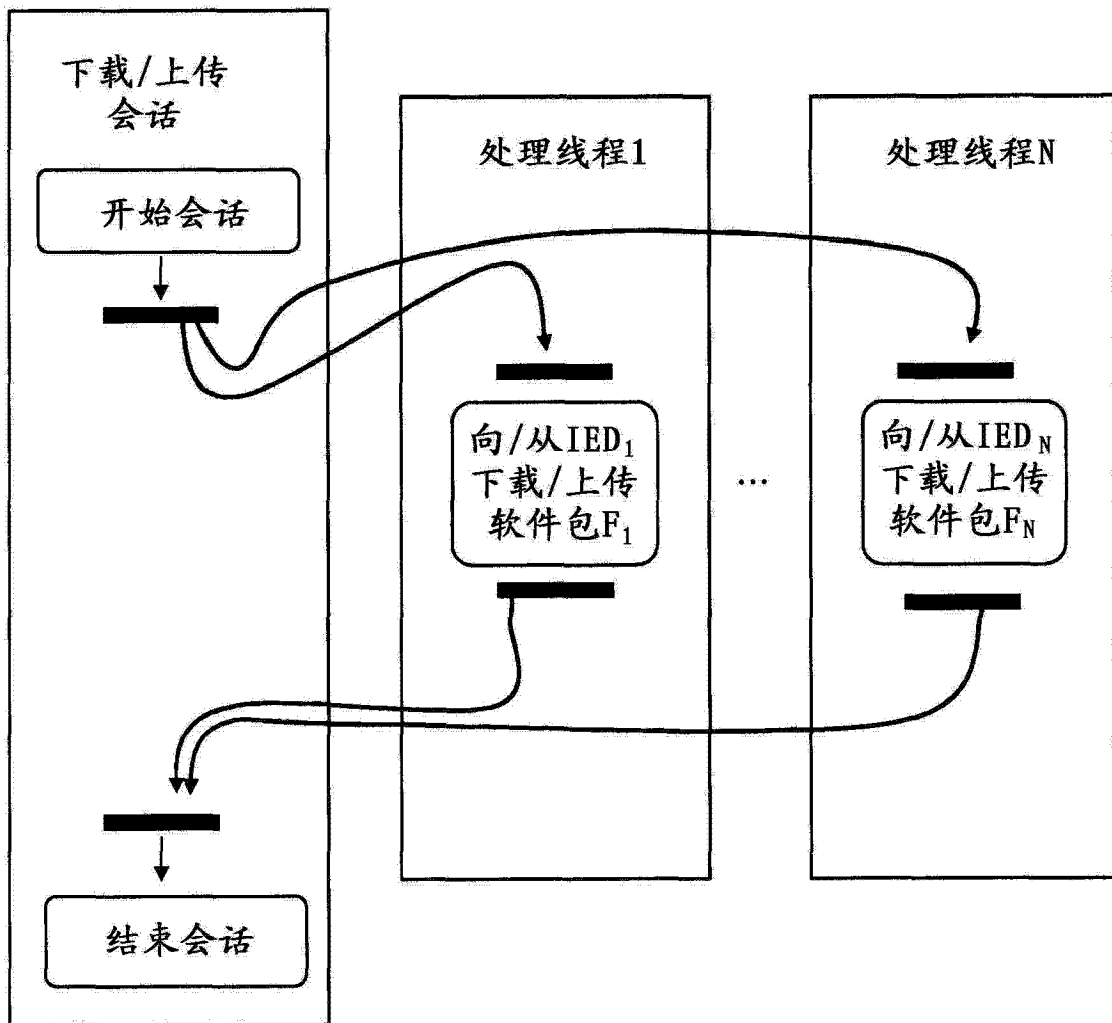 下载/上传
会话
开始会话
处理线程1
向/从IED₁
下载/上传
软件包F₁
...
处理线程N
向/从IED_N
下载/上传
软件包F_N
结束会话